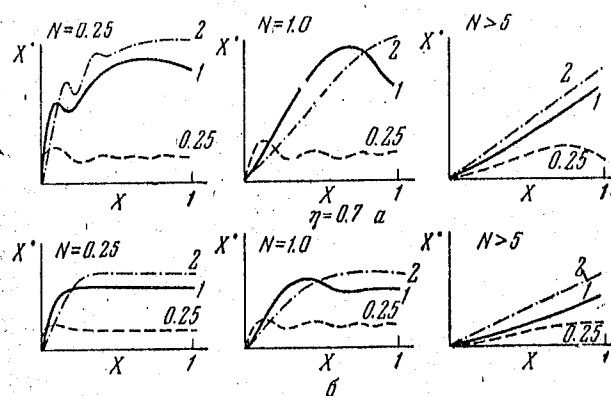 X• N=0.25 2 1 0.25 1 X
X• N=1.0 2 1 0.25 1 X
X• N>5 2 1 0.25 1 X
η=0.7 а
X• N=0.25 2 1 0.25 1 X
X• N=1.0 2 1 0.25 1 X
X• N>5 2 1 0.25 1 X
б